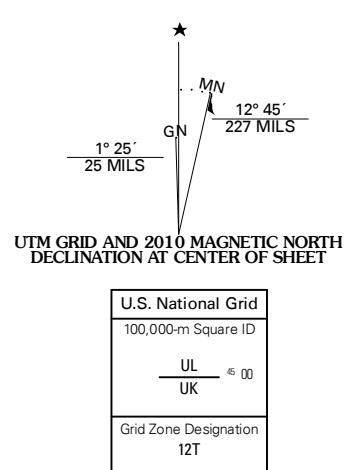 ★
MN
12° 45´
227 MILS
GN
1° 25´
25 MILS
UTM GRID AND 2010 MAGNETIC NORTH
DECLINATION AT CENTER OF SHEET
U.S. National Grid
100,000-m Square ID
UL
45 00
UK
Grid Zone Designation
12T